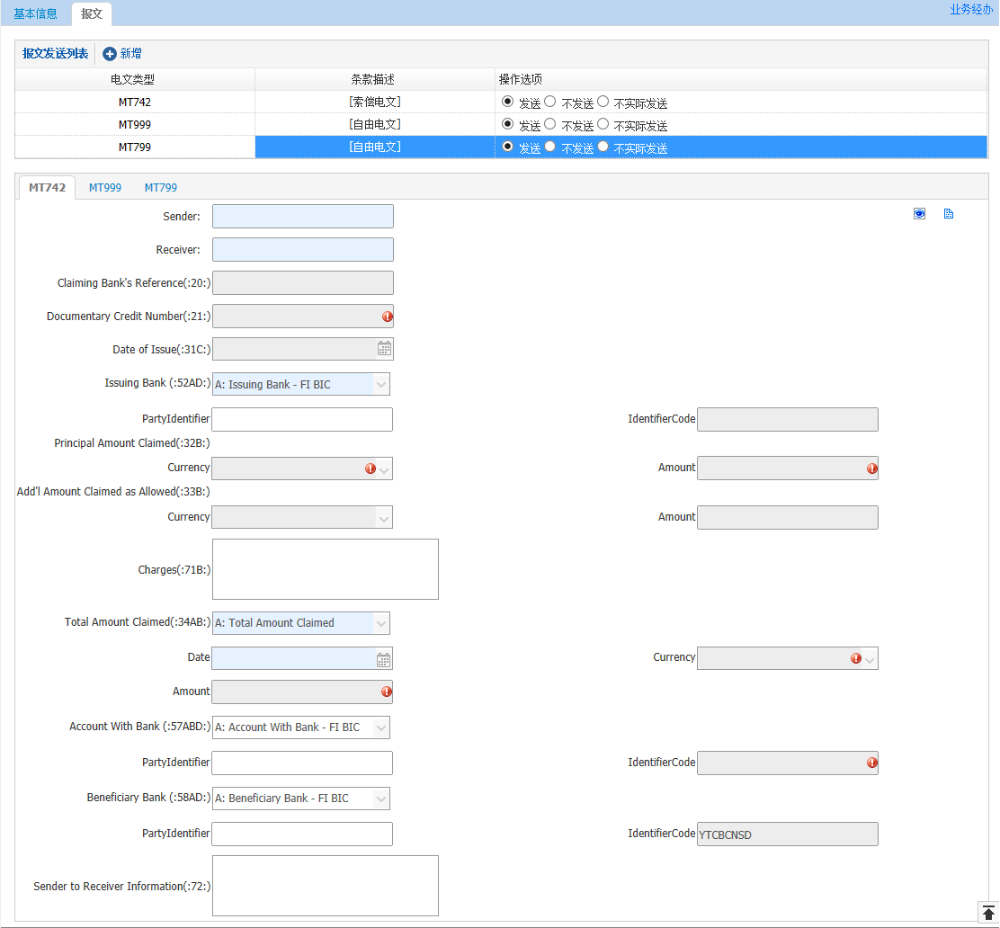 基本信息 报文 业务经办
报文发送列表 新增
电文类型 条款描述 操作选项
MT742 [索偿电文] 发送 不发送 不实际发送
MT999 [自由电文] 发送 不发送 不实际发送
MT799 [自由电文] 发送 不发送 不实际发送
MT742 MT999 MT799
Sender:
Receiver:
Claiming Bank's Reference(:20:)
Documentary Credit Number(:21:)
Date of Issue(:31C:)
Issuing Bank (:52AD:) A: Issuing Bank - FI BIC
PartyIdentifier IdentifierCode
Principal Amount Claimed(:32B:)
Currency Amount
Add'l Amount Claimed as Allowed(:33B:)
Currency Amount
Charges(:71B:)
Total Amount Claimed(:34AB:) A: Total Amount Claimed
Date Currency
Amount
Account With Bank (:57ABD:) A: Account With Bank - FI BIC
PartyIdentifier IdentifierCode
Beneficiary Bank (:58AD:) A: Beneficiary Bank - FI BIC
PartyIdentifier IdentifierCode YTCBCNSD
Sender to Receiver Information(:72:)